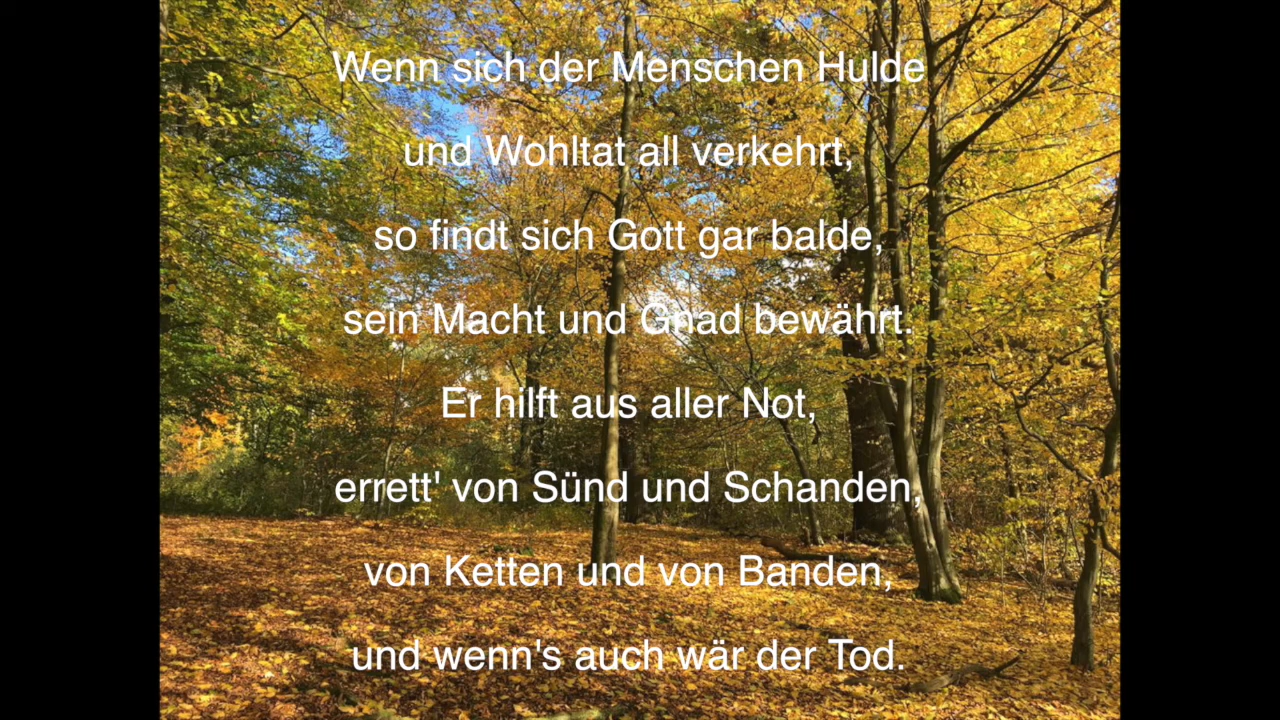 Wenn sich der Menschen Hulde
und Wohltat all verkehrt,
so findt sich Gott gar balde,
sein Macht und Gnad bewährt.
Er hilft aus aller Not,
errett' von Sünd und Schanden,
von Ketten und von Banden,
und wenn's auch wär der Tod.